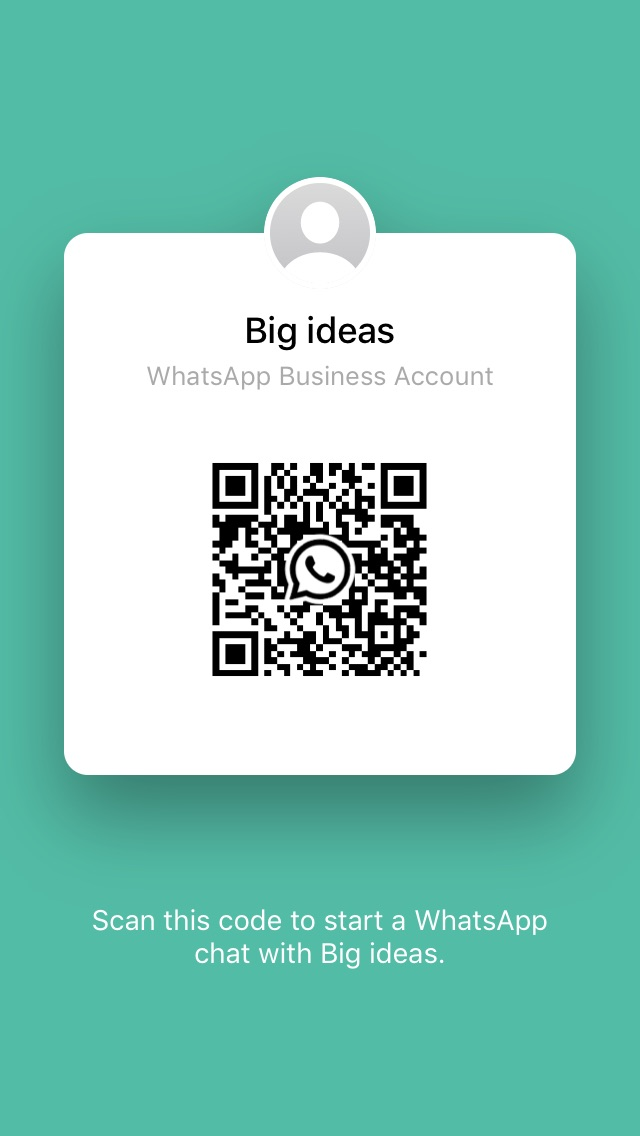 Big ideas
WhatsApp Business Account
Scan this code to start a WhatsApp
chat with Big ideas.